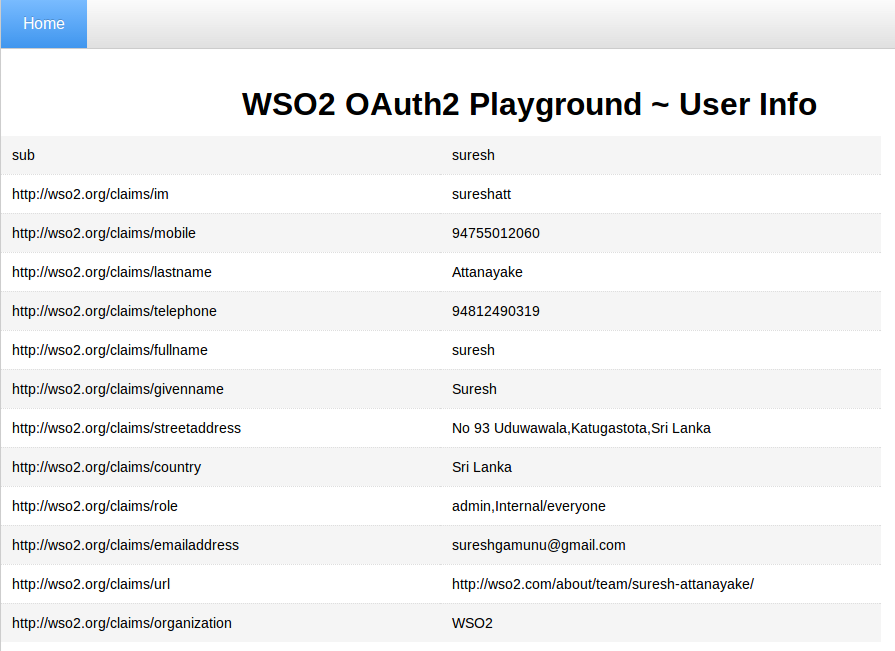 Home
WSO2 OAuth2 Playground ~ User Info
sub suresh
http://wso2.org/claims/im sureshatt
http://wso2.org/claims/mobile 94755012060
http://wso2.org/claims/lastname Attanayake
http://wso2.org/claims/telephone 94812490319
http://wso2.org/claims/fullname suresh
http://wso2.org/claims/givenname Suresh
http://wso2.org/claims/streetaddress No 93 Uduwawala,Katugastota,Sri Lanka
http://wso2.org/claims/country Sri Lanka
http://wso2.org/claims/role admin,Internal/everyone
http://wso2.org/claims/emailaddress sureshgamunu@gmail.com
http://wso2.org/claims/url http://wso2.com/about/team/suresh-attanayake/
http://wso2.org/claims/organization WSO2